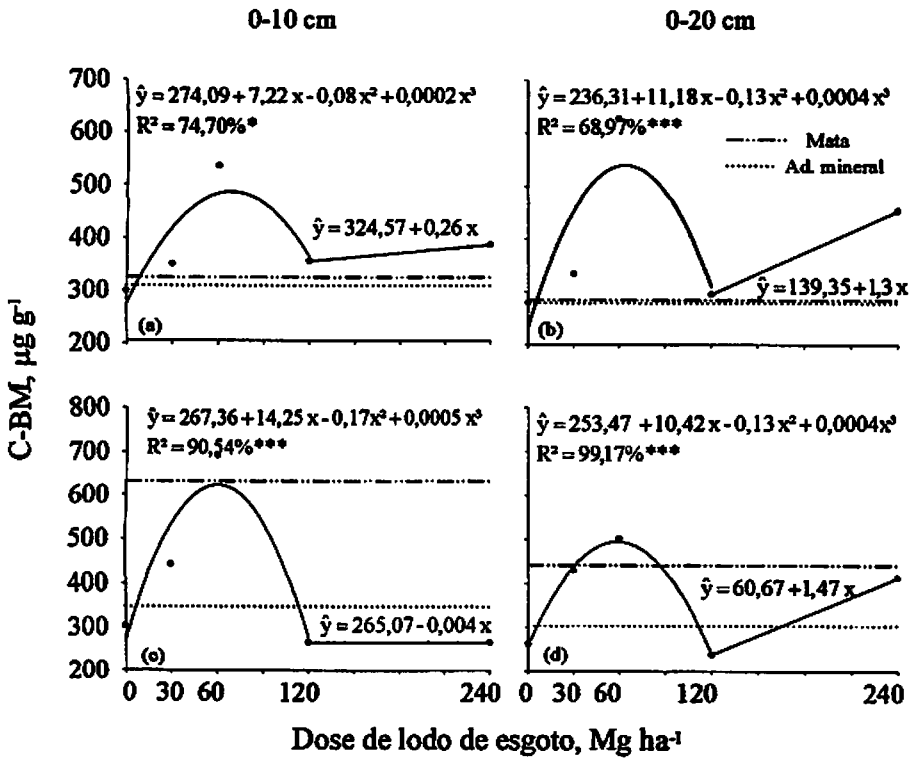 0-10 cm
0-20 cm
C-BM, µg g⁻¹
700
600
500
400
300
200
ŷ = 274,09 + 7,22 x - 0,08 x² + 0,0002 x³
R² = 74,70%*
ŷ = 324,57 + 0,26 x
(a)
ŷ = 236,31 + 11,18 x - 0,13 x² + 0,0004 x³
R² = 68,97%***
Mata
Ad. mineral
ŷ = 139,35 + 1,3 x
(b)
800
700
600
500
400
300
200
ŷ = 267,36 + 14,25 x - 0,17x² + 0,0005 x³
R² = 90,54%***
ŷ = 265,07 - 0,004 x
(c)
0 30 60 120 240
ŷ = 253,47 + 10,42 x - 0,13 x² + 0,0004x³
R² = 99,17%***
ŷ = 60,67 + 1,47 x
(d)
0 30 60 120 240
Dose de lodo de esgoto, Mg ha⁻¹